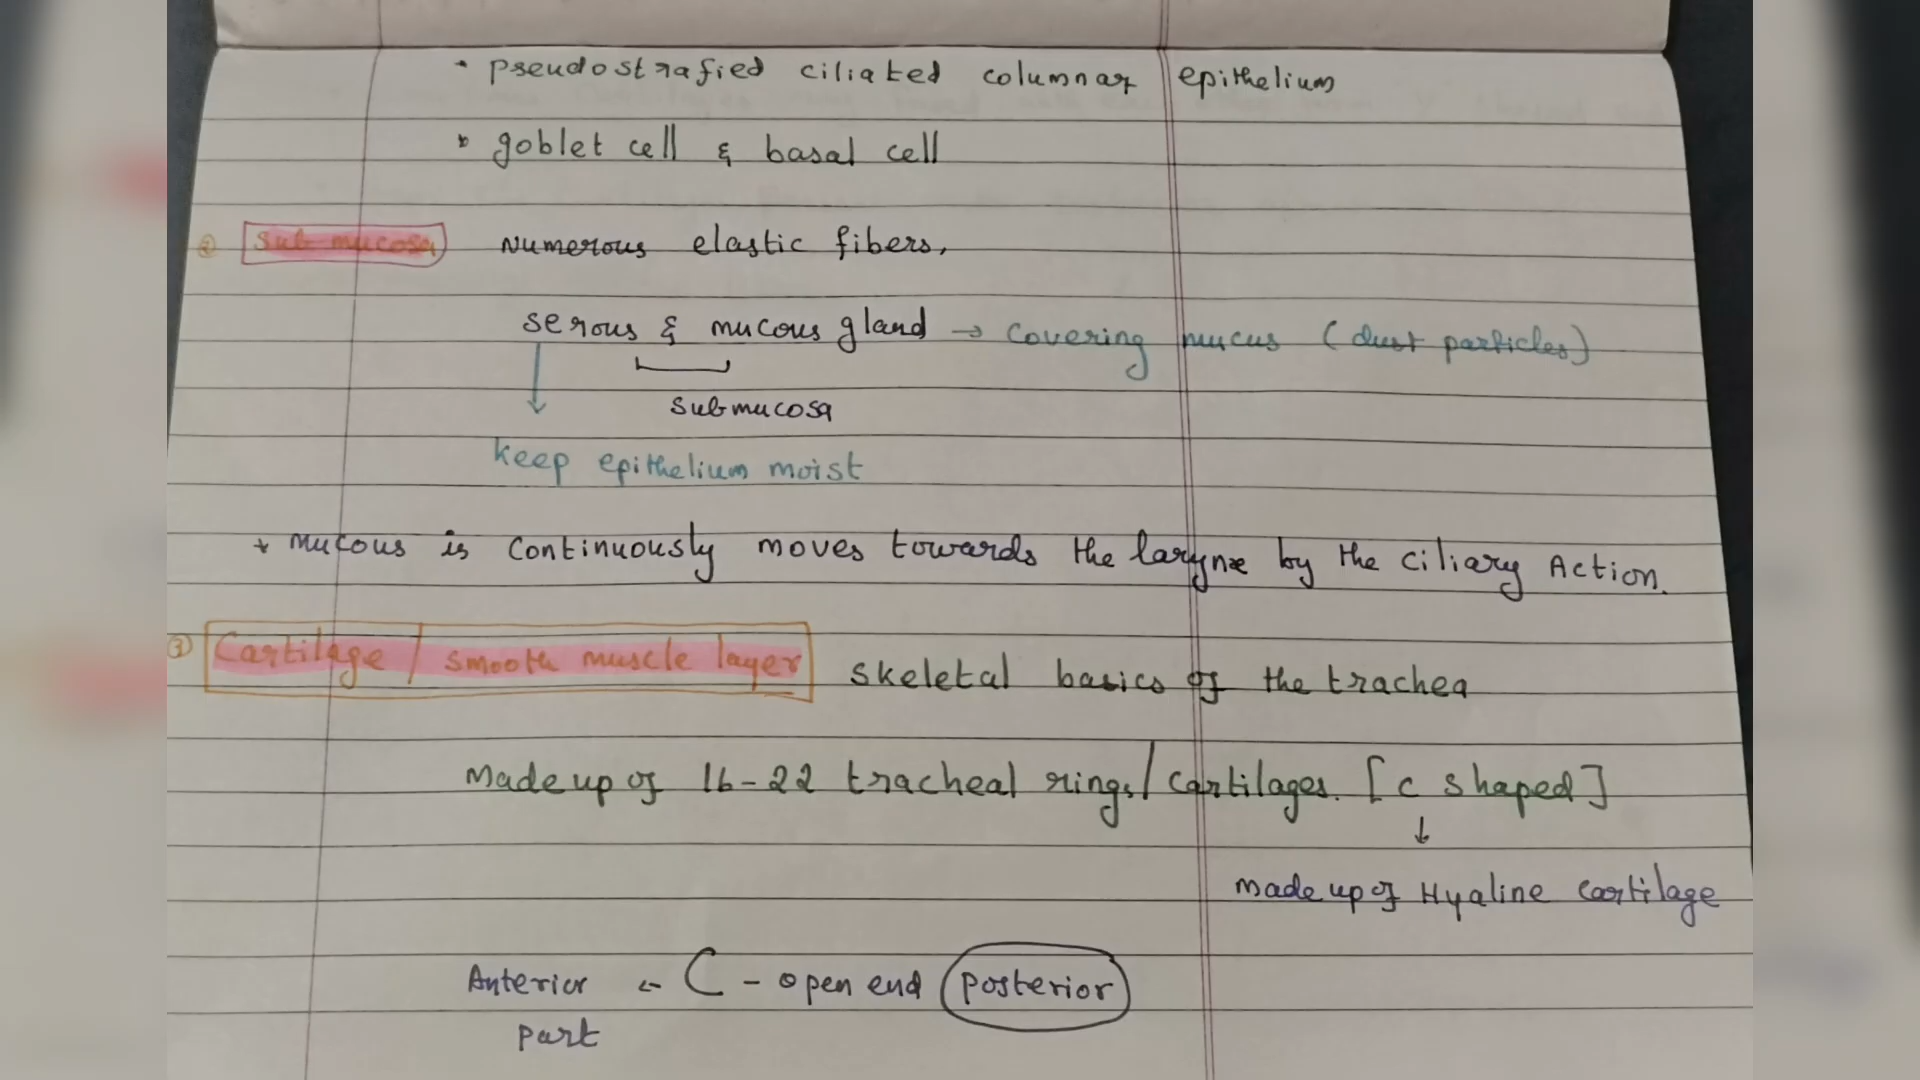 • pseudostrafied ciliated columnar epithelium
• goblet cell & basal cell
② Sub mucosa Numerous elastic fibers,
serous & mucous gland → covering mucus (dust particles)
submucosa
keep epithelium moist
* mucous is continuously moves towards the larynx by the ciliary Action.
③ Cartilage / smooth muscle layer skeletal basics of the trachea
Made up of 16-22 tracheal rings/cartilages. [c shaped]
↓
made up of Hyaline cartilage
Anterior ← C - open end posterior
part